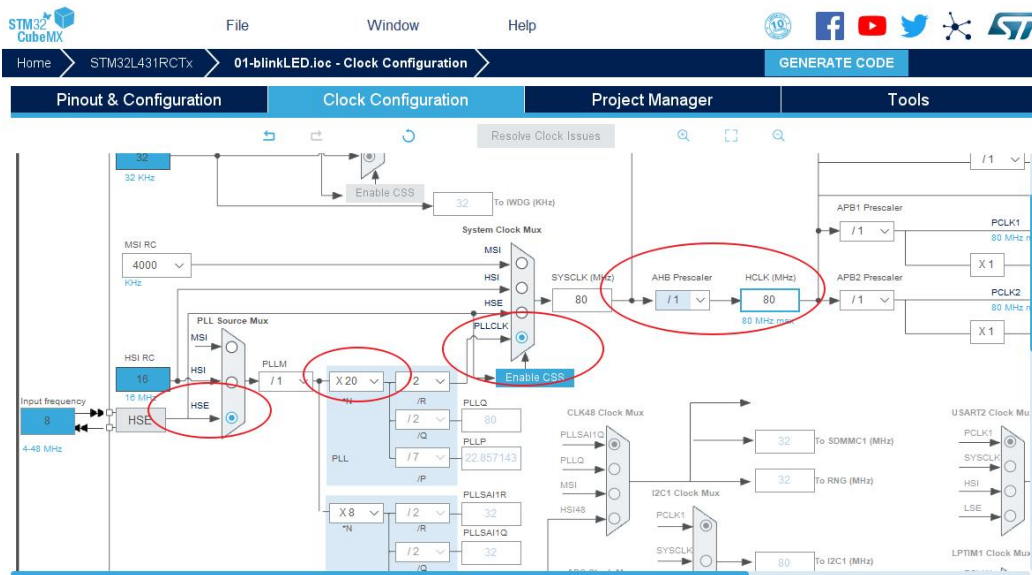 STM32
CubeMX
File
Window
Help
10
ST
Home
STM32L431RCTx
01-blinkLED.ioc - Clock Configuration
GENERATE CODE
Pinout & Configuration
Clock Configuration
Project Manager
Tools
Resolve Clock Issues
32
32 KHz
Enable CSS
32
To IWDG (KHz)
/ 1
System Clock Mux
MSI RC
4000
KHz
MSI
HSI
HSE
PLLCLK
SYSCLK (MHz)
80
AHB Prescaler
/ 1
HCLK (MHz)
80
80 MHz max
APB1 Prescaler
/ 1
PCLK1
80 MHz
X 1
APB2 Prescaler
/ 1
PCLK2
80 MHz
X 1
PLL Source Mux
MSI
HSI
HSE
HSI RC
16
16 MHz
PLLM
/ 1
X 20
*N
/ 2
/R
Enable CSS
Input frequency
8
4-48 MHz
HSE
PLLQ
/ 2
80
/Q
PLLP
PLL
/ 7
22.857143
/P
PLLSAI1R
X 8
*N
/ 2
32
/R
PLLSAI1Q
/ 2
32
/Q
CLK48 Clock Mux
PLLSAI1Q
PLLQ
MSI
HSI48
32
To SDMMC1 (MHz)
32
To RNG (MHz)
I2C1 Clock Mux
PCLK1
SYSCLK
80
To I2C1 (MHz)
USART2 Clock Mu
PCLK1
SYSCLK
HSI
LSE
LPTIM1 Clock Mux